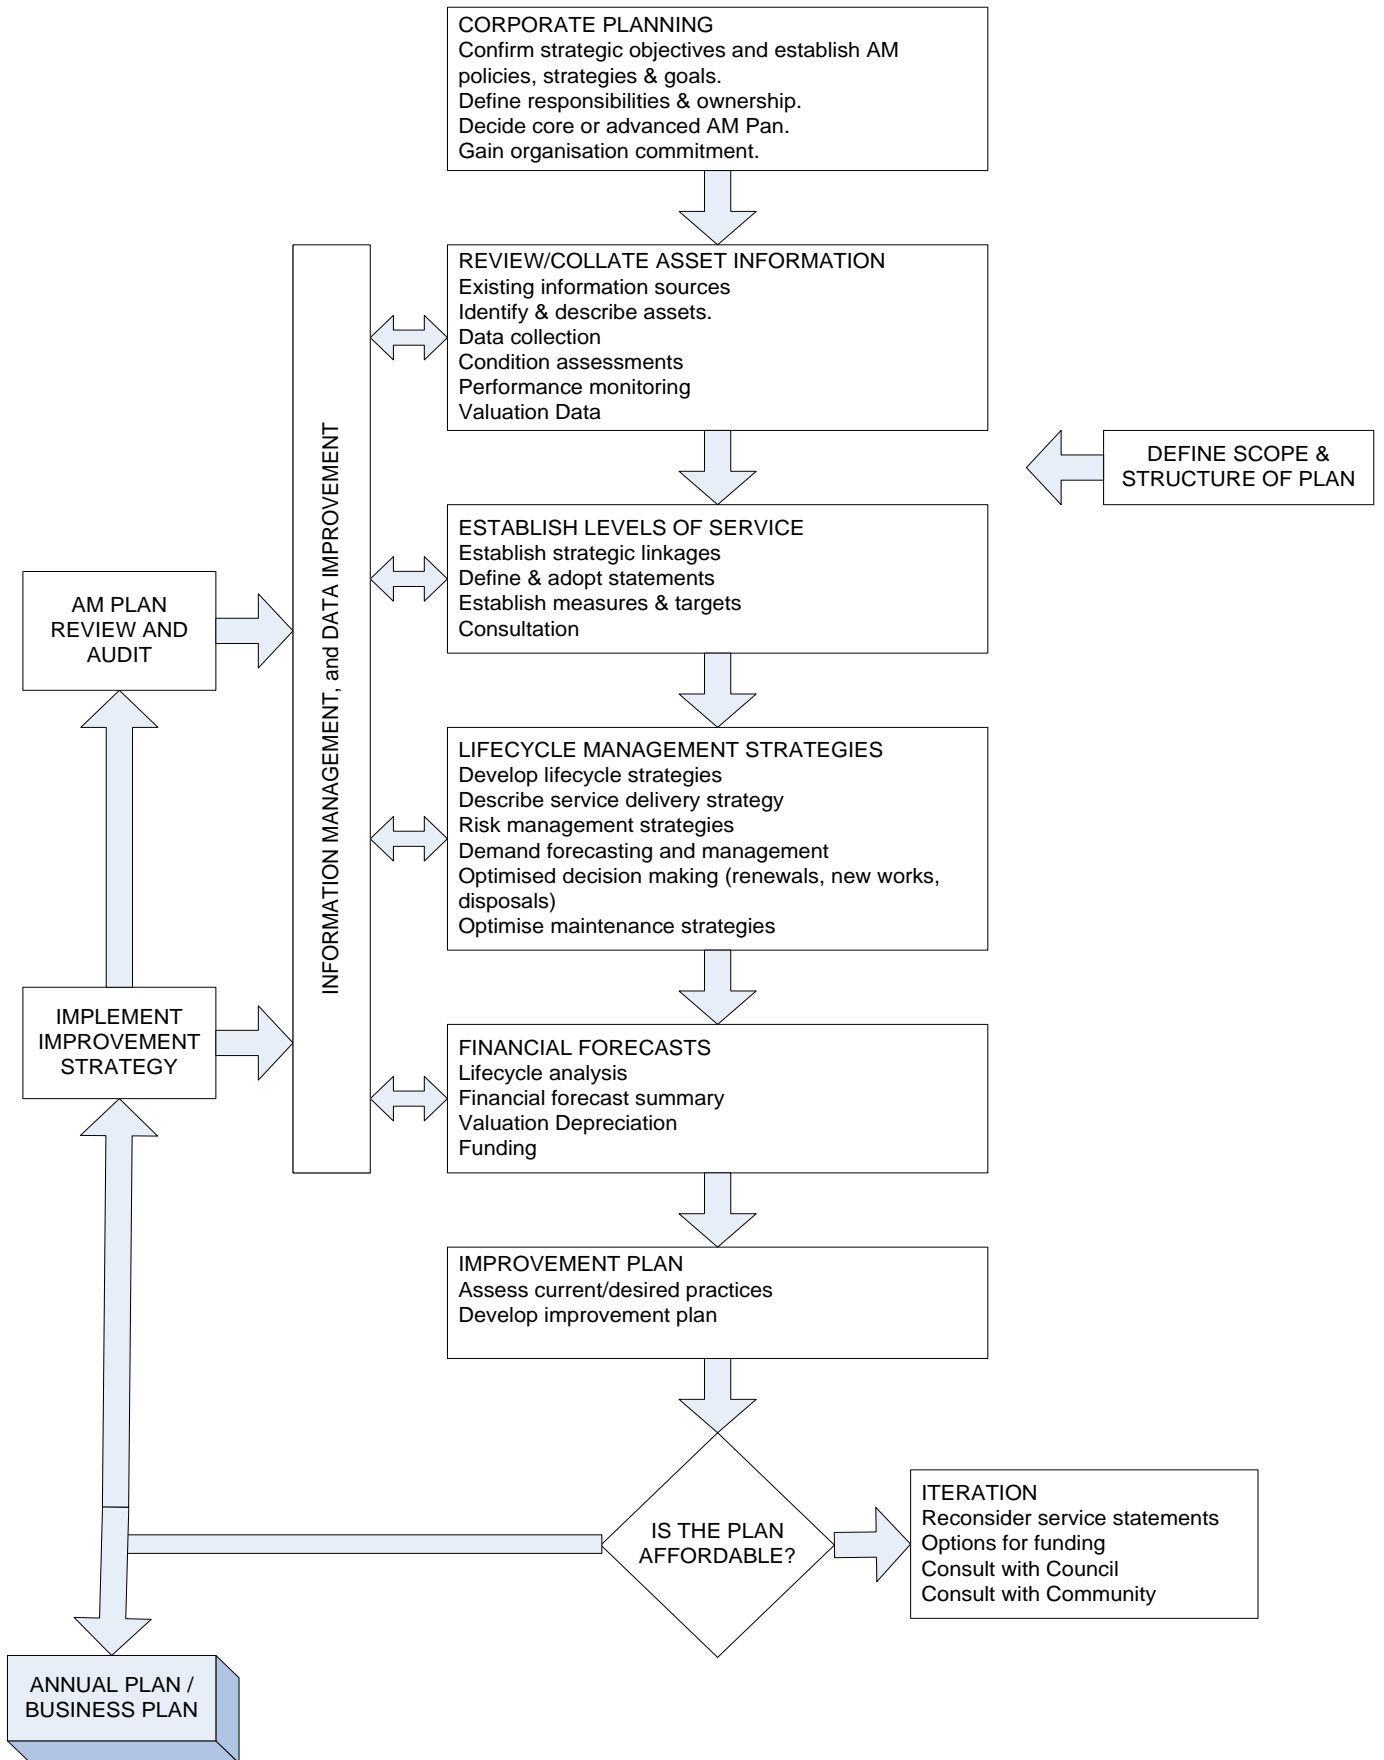 CORPORATE PLANNING
Confirm strategic objectives and establish AM
policies, strategies & goals.
Define responsibilities & ownership.
Decide core or advanced AM Pan.
Gain organisation commitment.
REVIEW/COLLATE ASSET INFORMATION
Existing information sources
Identify & describe assets.
Data collection
Condition assessments
Performance monitoring
Valuation Data
DEFINE SCOPE &
STRUCTURE OF PLAN
INFORMATION MANAGEMENT, and DATA IMPROVEMENT
ESTABLISH LEVELS OF SERVICE
Establish strategic linkages
Define & adopt statements
Establish measures & targets
Consultation
AM PLAN
REVIEW AND
AUDIT
LIFECYCLE MANAGEMENT STRATEGIES
Develop lifecycle strategies
Describe service delivery strategy
Risk management strategies
Demand forecasting and management
Optimised decision making (renewals, new works,
disposals)
Optimise maintenance strategies
IMPLEMENT
IMPROVEMENT
STRATEGY
FINANCIAL FORECASTS
Lifecycle analysis
Financial forecast summary
Valuation Depreciation
Funding
IMPROVEMENT PLAN
Assess current/desired practices
Develop improvement plan
IS THE PLAN
AFFORDABLE?
ITERATION
Reconsider service statements
Options for funding
Consult with Council
Consult with Community
ANNUAL PLAN /
BUSINESS PLAN